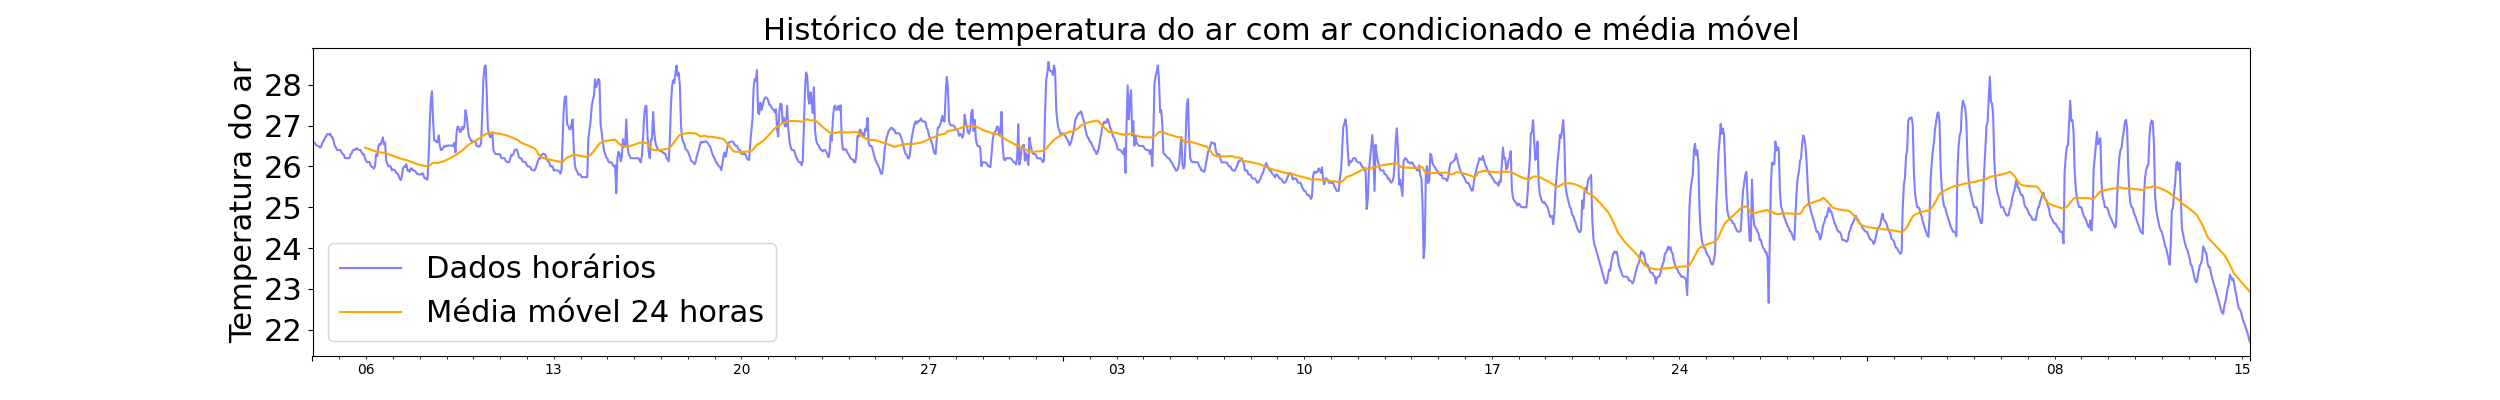 Histórico de temperatura do ar com ar condicionado e média móvel
Temperatura do ar
28
27
26
25
24
23
22
Dados horários
Média móvel 24 horas
06 13 20 27 03 10 17 24 08 15